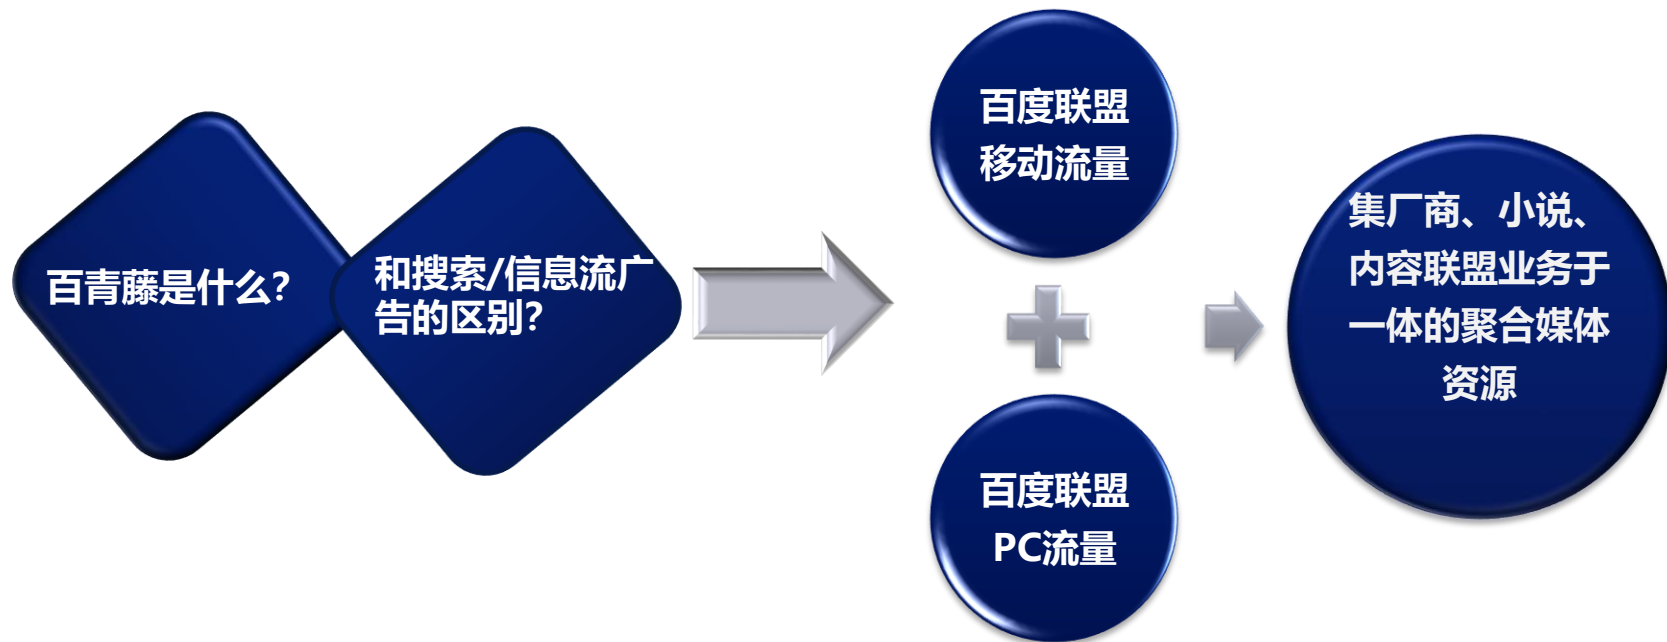 百青藤是什么？
和搜索/信息流广
告的区别？
百度联盟
移动流量
百度联盟
PC流量
集厂商、小说、
内容联盟业务于
一体的聚合媒体
资源